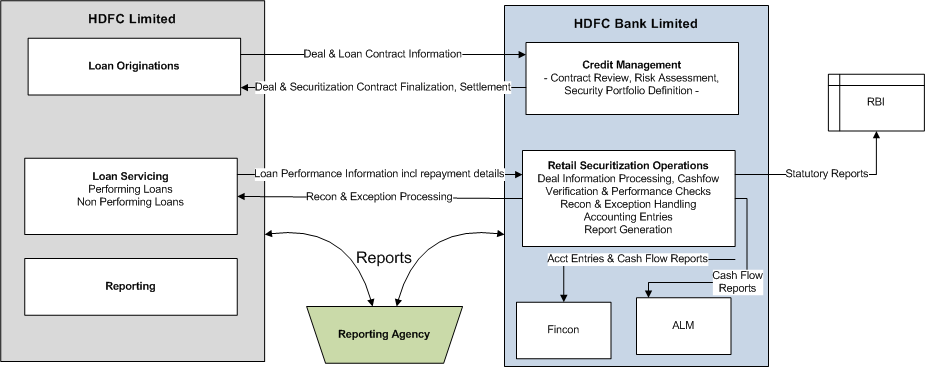 HDFC Limited
HDFC Bank Limited
Loan Originations
Deal & Loan Contract Information
Deal & Securitization Contract Finalization, Settlement
Credit Management
- Contract Review, Risk Assessment,
Security Portfolio Definition -
RBI
Loan Servicing
Performing Loans
Non Performing Loans
Loan Performance Information incl repayment details
Recon & Exception Processing
Retail Securitization Operations
Deal Information Processing, Cashfow
Verification & Performance Checks
Recon & Exception Handling
Accounting Entries
Report Generation
Statutory Reports
Reporting
Reports
Reporting Agency
Acct Entries & Cash Flow Reports
Cash Flow
Reports
Fincon
ALM